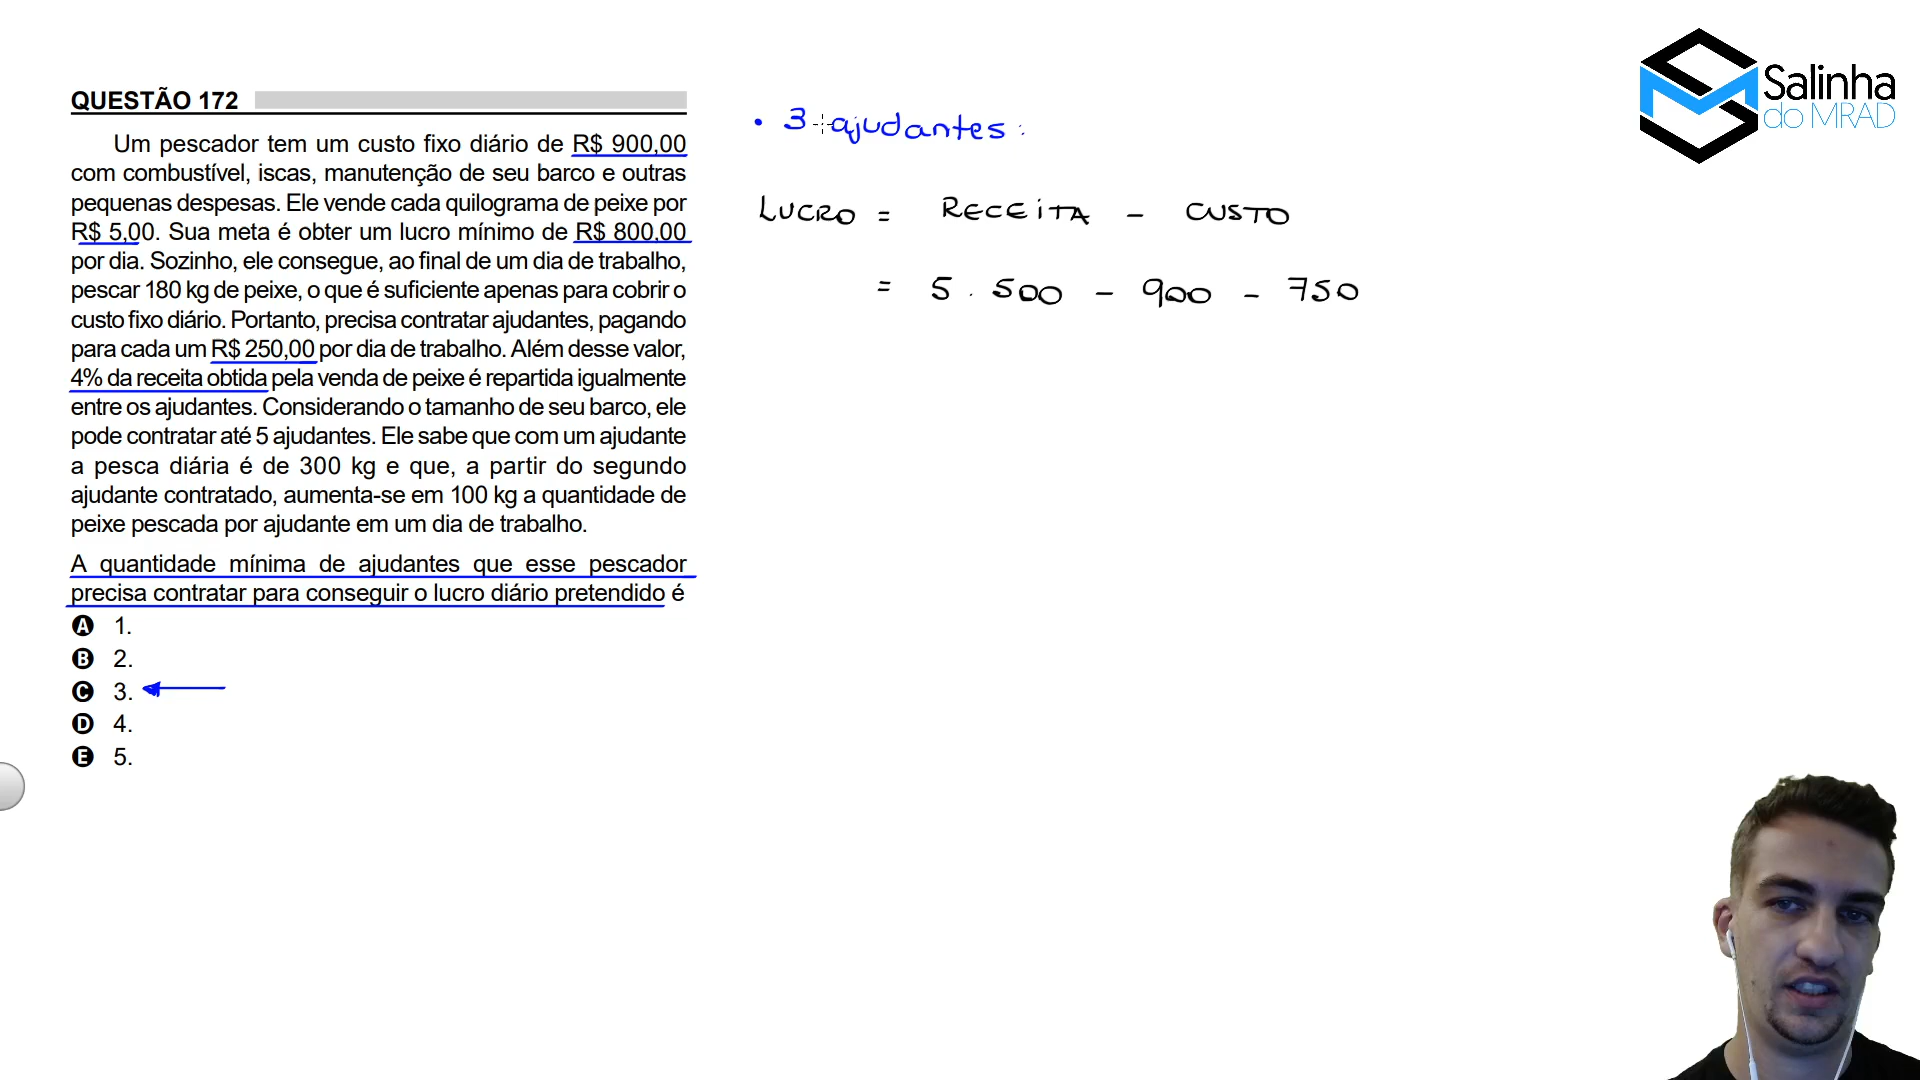 QUESTÃO 172
Um pescador tem um custo fixo diário de R$ 900,00
com combustível, iscas, manutenção de seu barco e outras
pequenas despesas. Ele vende cada quilograma de peixe por
R$ 5,00. Sua meta é obter um lucro mínimo de R$ 800,00
por dia. Sozinho, ele consegue, ao final de um dia de trabalho,
pescar 180 kg de peixe, o que é suficiente apenas para cobrir o
custo fixo diário. Portanto, precisa contratar ajudantes, pagando
para cada um R$ 250,00 por dia de trabalho. Além desse valor,
4% da receita obtida pela venda de peixe é repartida igualmente
entre os ajudantes. Considerando o tamanho de seu barco, ele
pode contratar até 5 ajudantes. Ele sabe que com um ajudante
a pesca diária é de 300 kg e que, a partir do segundo
ajudante contratado, aumenta-se em 100 kg a quantidade de
peixe pescada por ajudante em um dia de trabalho.
A quantidade mínima de ajudantes que esse pescador
precisa contratar para conseguir o lucro diário pretendido é
A 1.
B 2.
C 3.
D 4.
E 5.
• 3 ajudantes:
LUCRO = RECEITA - CUSTO
= 5 . 500 - 900 - 750
Salinha
do MRAD